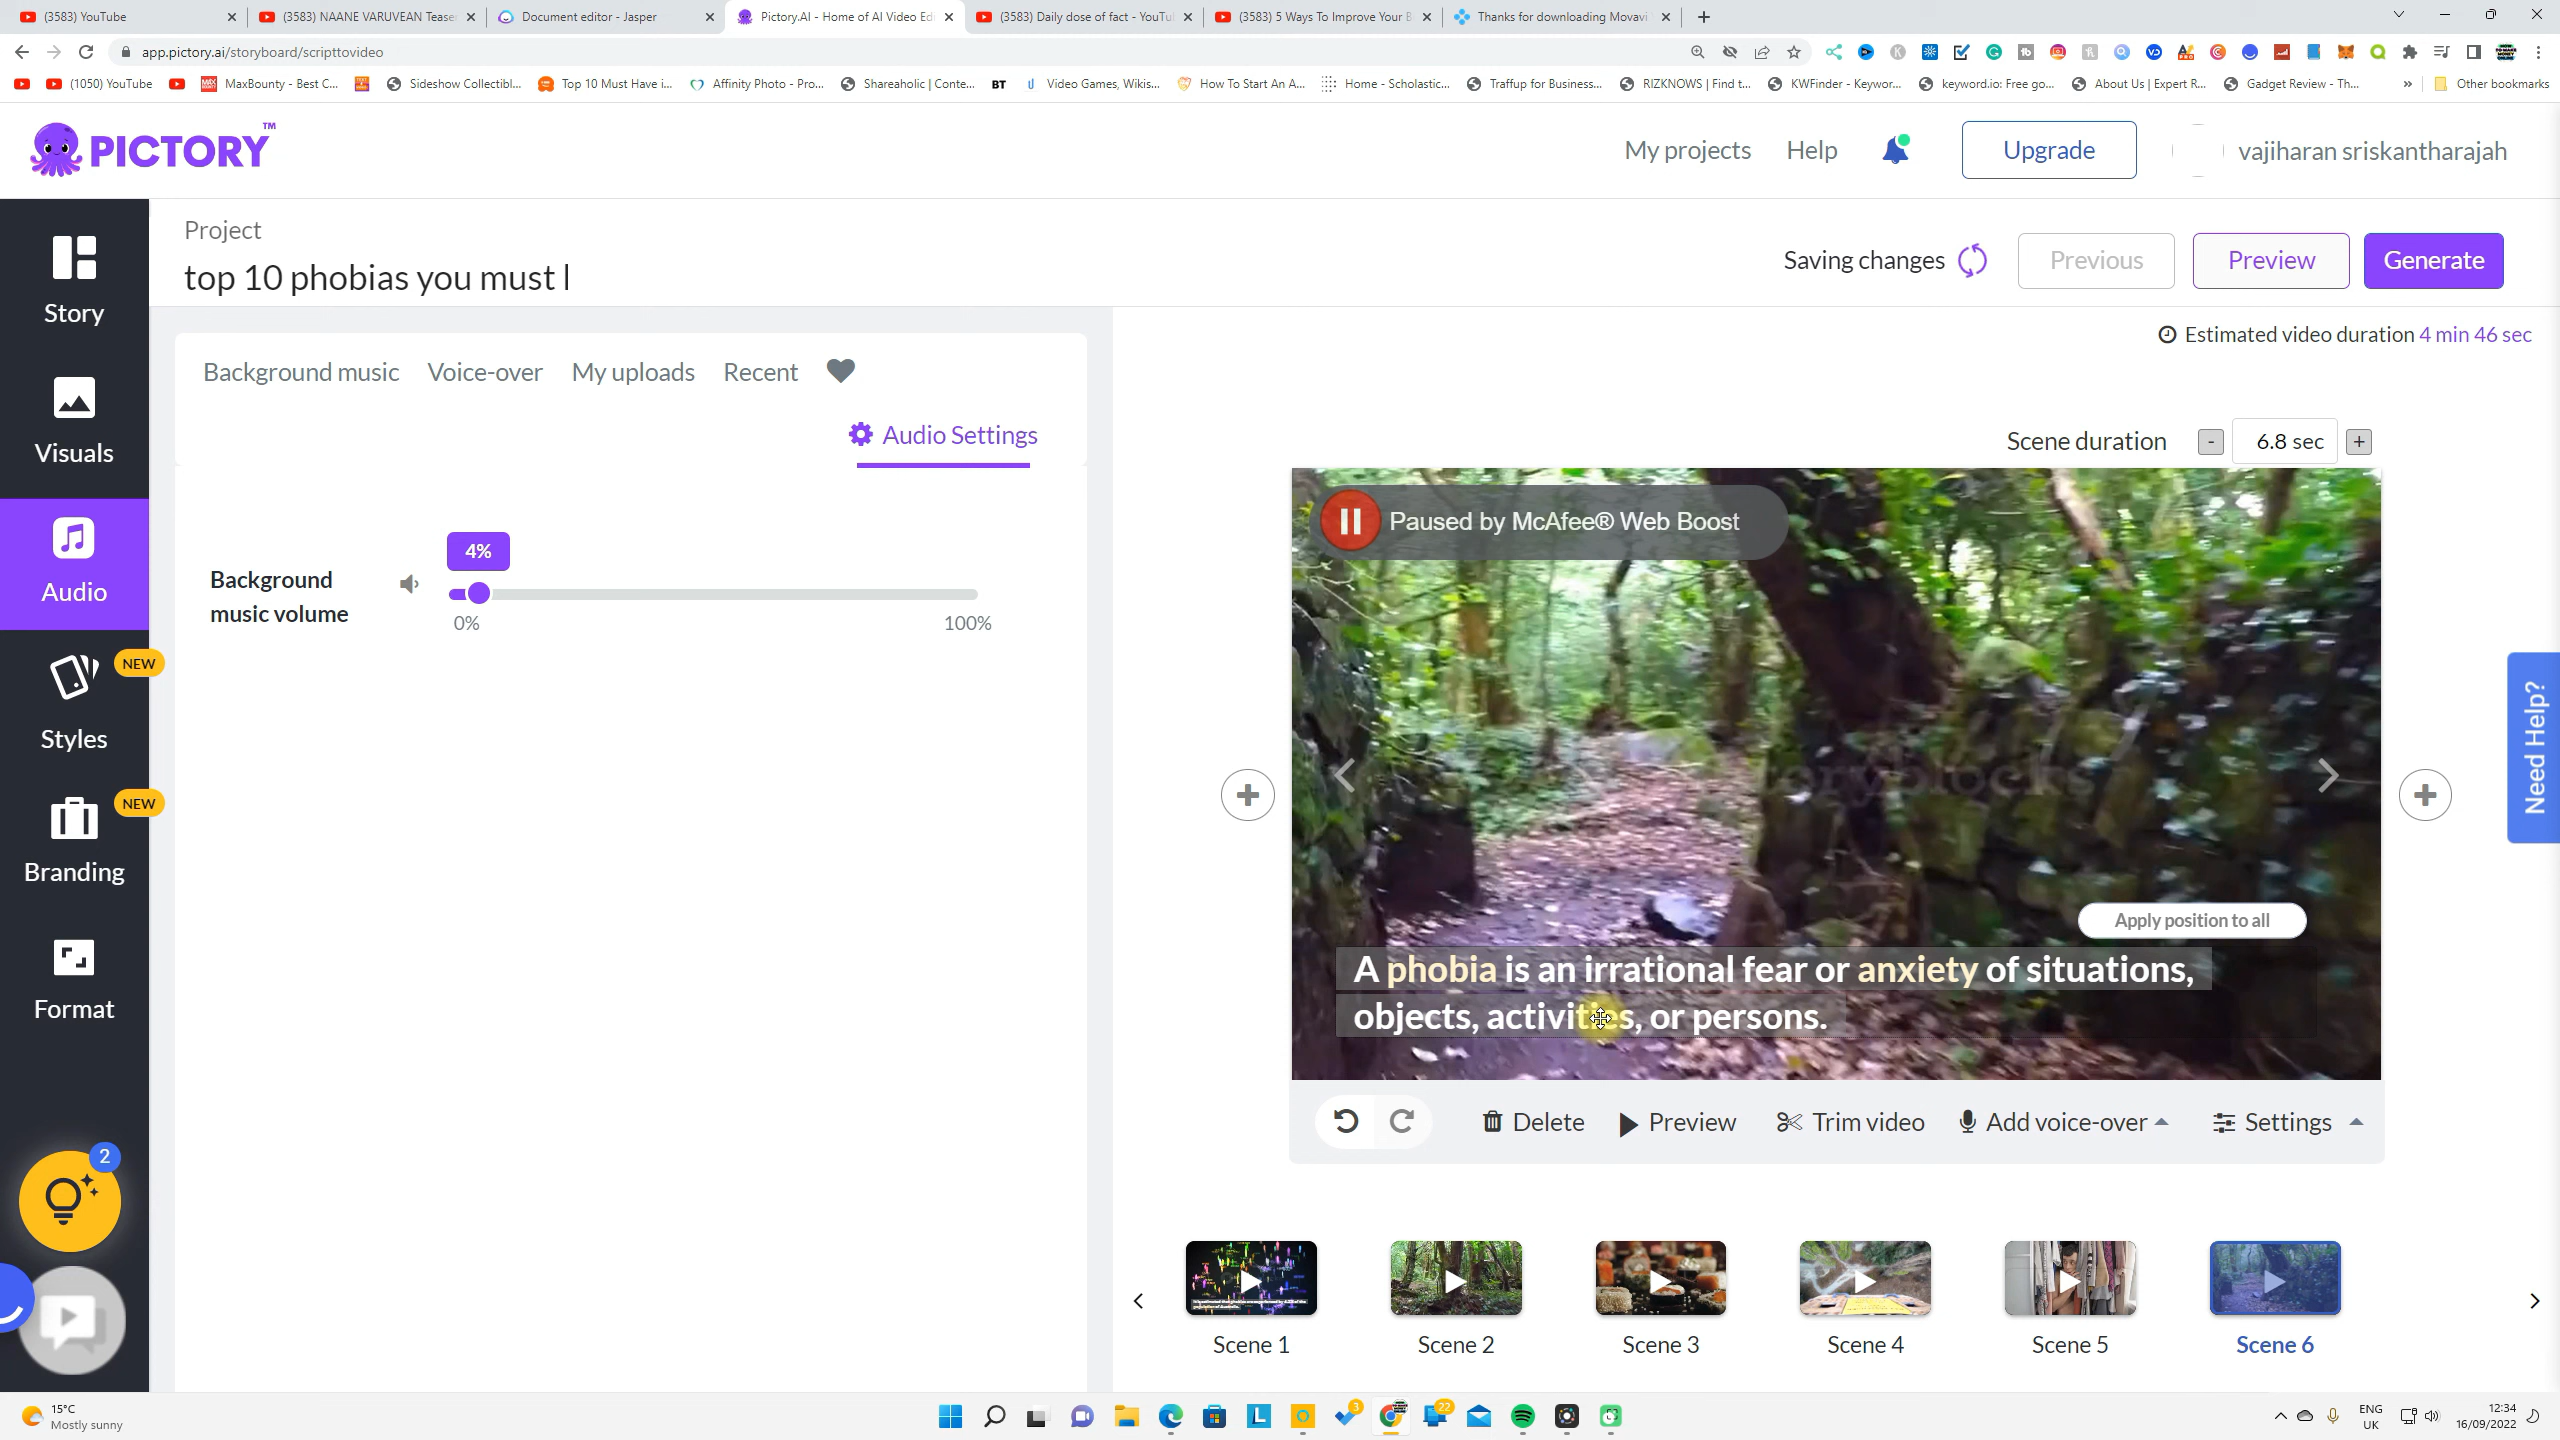 (3583) YouTube
(3583) NAANE VARUVEAN Teaser
Document editor - Jasper
Pictory.AI - Home of AI Video Edi
(3583) Daily dose of fact - YouTu
(3583) 5 Ways To Improve Your B
Thanks for downloading Movavi
app.pictory.ai/storyboard/scripttovideo
(1050) YouTube
MaxBounty - Best C...
Sideshow Collectibl...
Top 10 Must Have i...
Affinity Photo - Pro...
Shareaholic | Conte...
BT
Video Games, Wikis...
How To Start An A...
Home - Scholastic...
Traffup for Business...
RIZKNOWS | Find t...
KWFinder - Keywor...
keyword.io: Free go...
About Us | Expert R...
Gadget Review - Th...
»
Other bookmarks
PICTORY™
My projects
Help
Upgrade
vajiharan sriskantharajah
Project
top 10 phobias you must l
Saving changes
Previous
Preview
Generate
Story
Visuals
Audio
Styles
NEW
Branding
NEW
Format
2
Background music
Voice-over
My uploads
Recent
Audio Settings
4%
Background
music volume
0%
100%
Estimated video duration 4 min 46 sec
Scene duration
-
6.8 sec
+
Paused by McAfee® Web Boost
Apply position to all
A phobia is an irrational fear or anxiety of situations,
objects, activities, or persons.
Need Help?
Delete
Preview
Trim video
Add voice-over
Settings
Scene 1
Scene 2
Scene 3
Scene 4
Scene 5
Scene 6
15°C
Mostly sunny
3
22
ENG
UK
12:34
16/09/2022